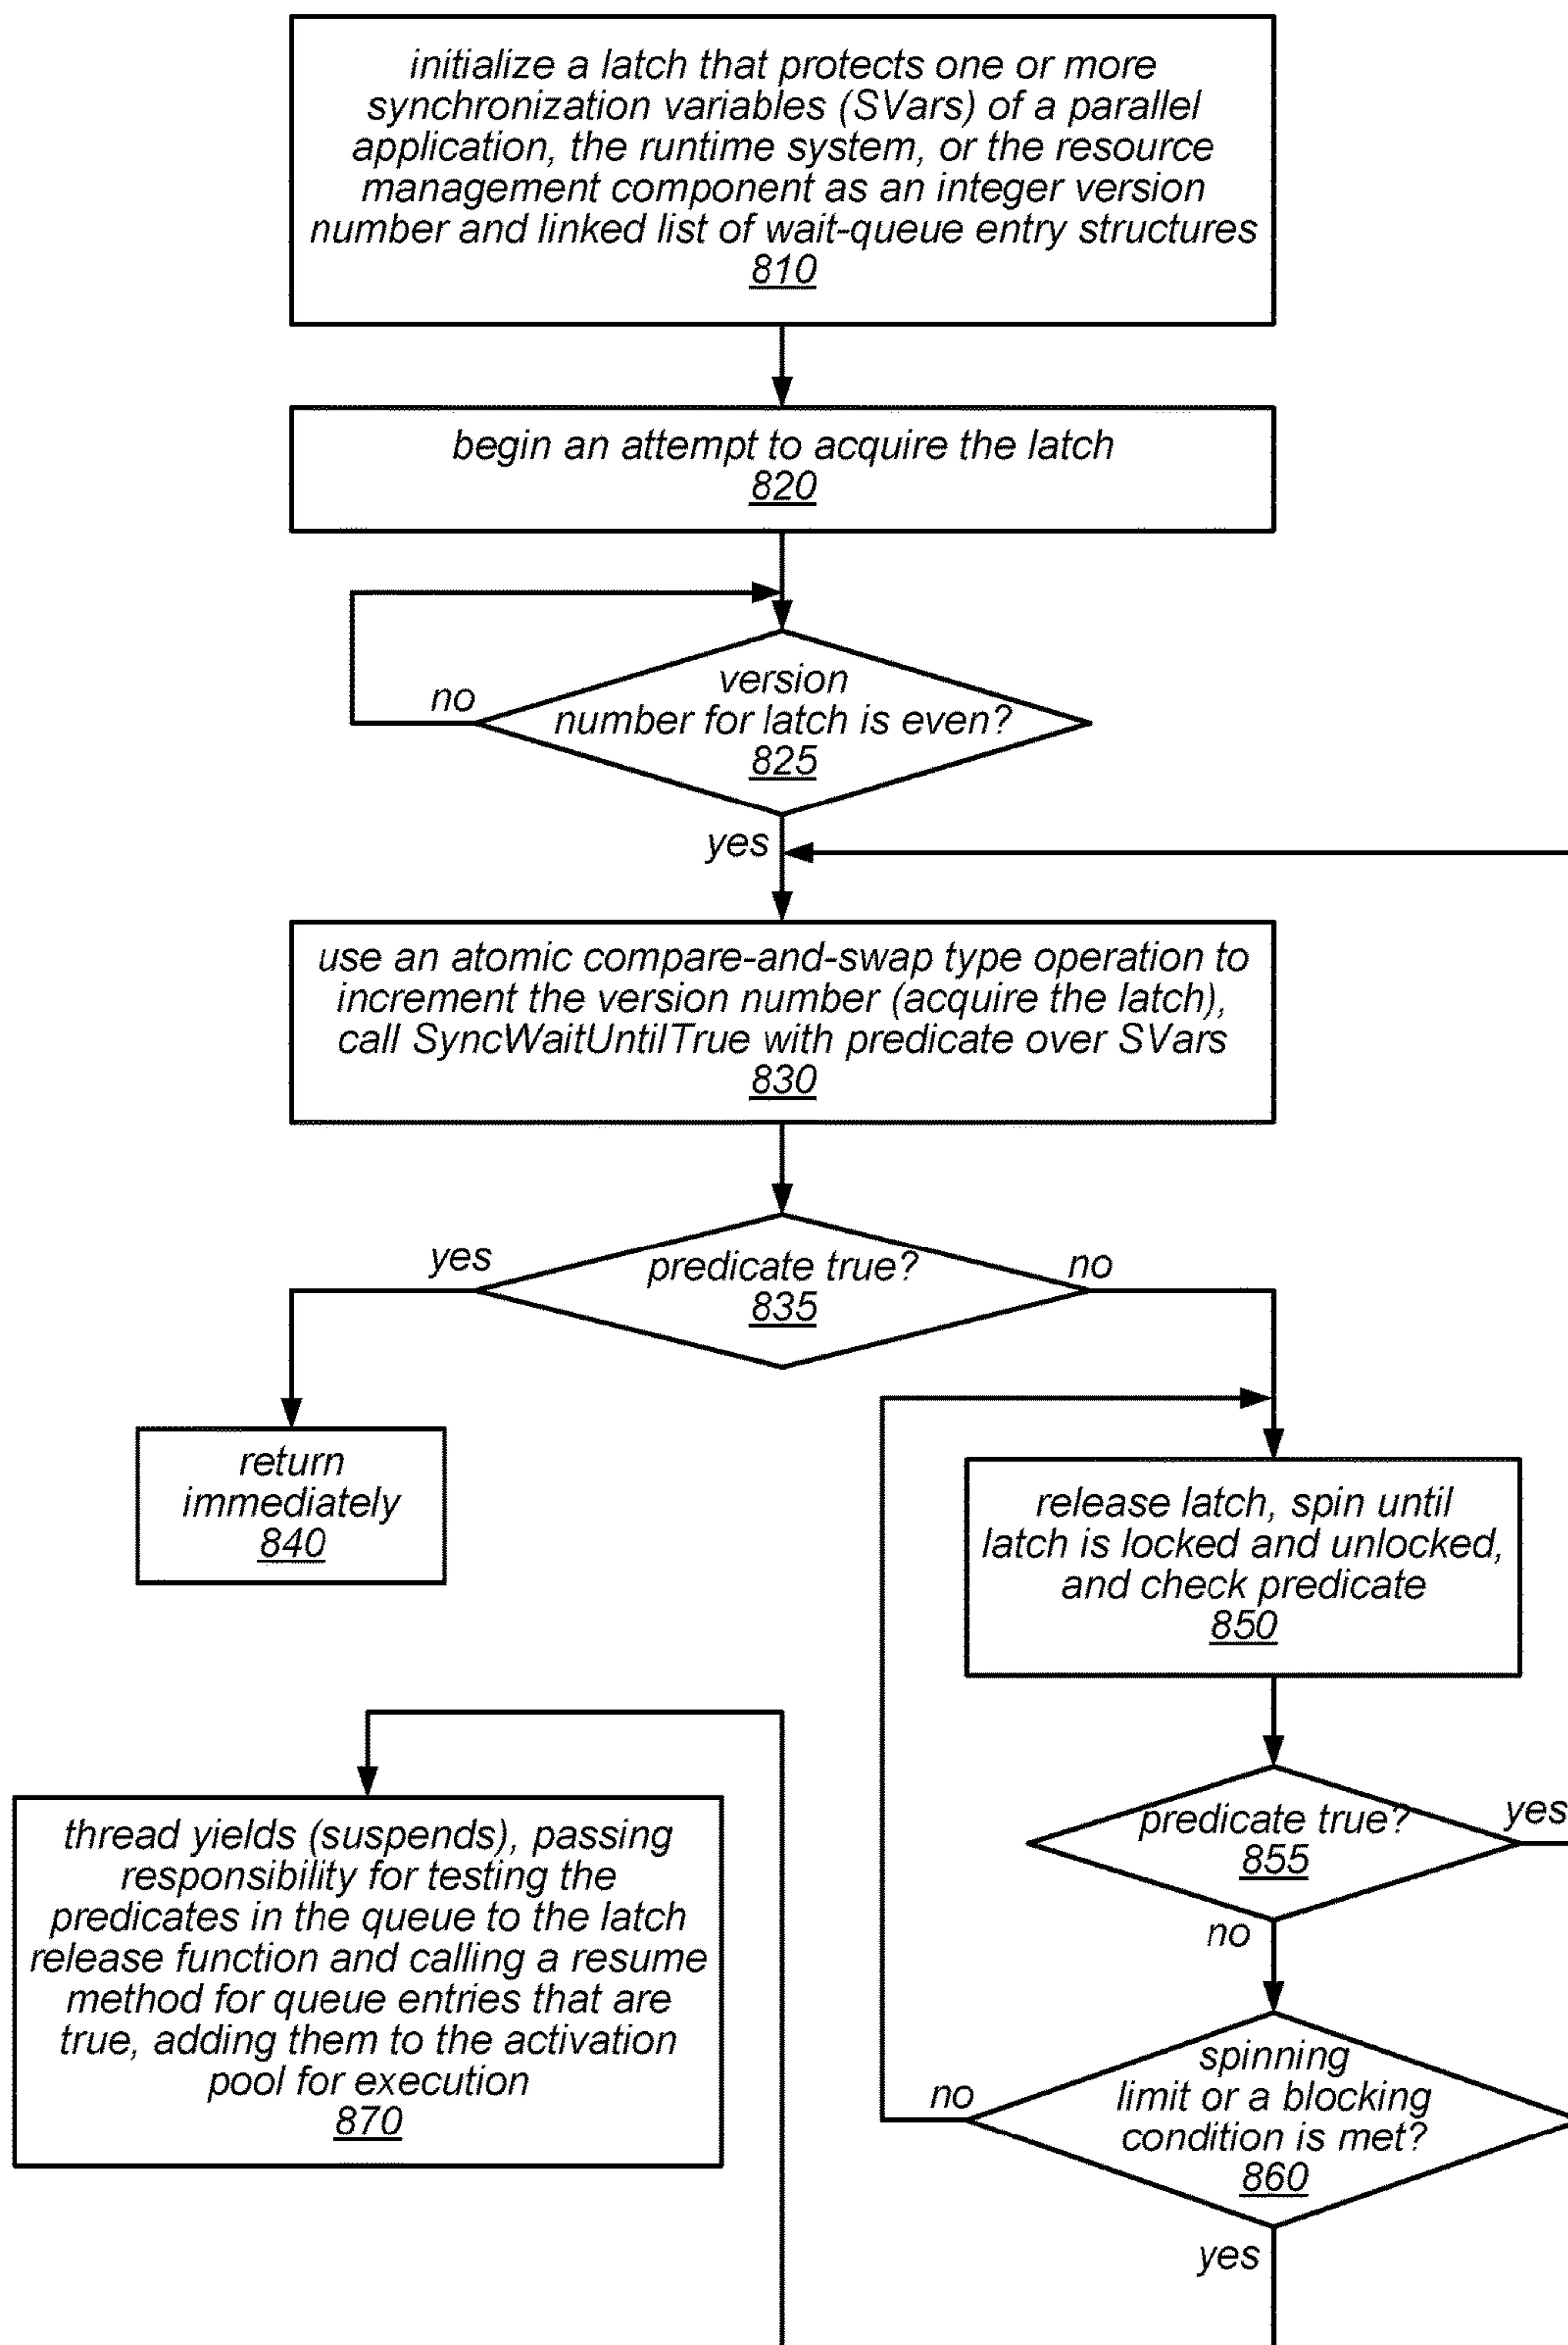 initialize a latch that protects one or more
synchronization variables (SVars) of a parallel
application, the runtime system, or the resource
management component as an integer version
number and linked list of wait-queue entry structures
810
begin an attempt to acquire the latch
820
version
number for latch is even?
825
no
yes
use an atomic compare-and-swap type operation to
increment the version number (acquire the latch),
call SyncWaitUntilTrue with predicate over SVars
830
predicate true?
835
yes
no
return
immediately
840
release latch, spin until
latch is locked and unlocked,
and check predicate
850
predicate true?
855
yes
no
spinning
limit or a blocking
condition is met?
860
no
yes
thread yields (suspends), passing
responsibility for testing the
predicates in the queue to the latch
release function and calling a resume
method for queue entries that are
true, adding them to the activation
pool for execution
870